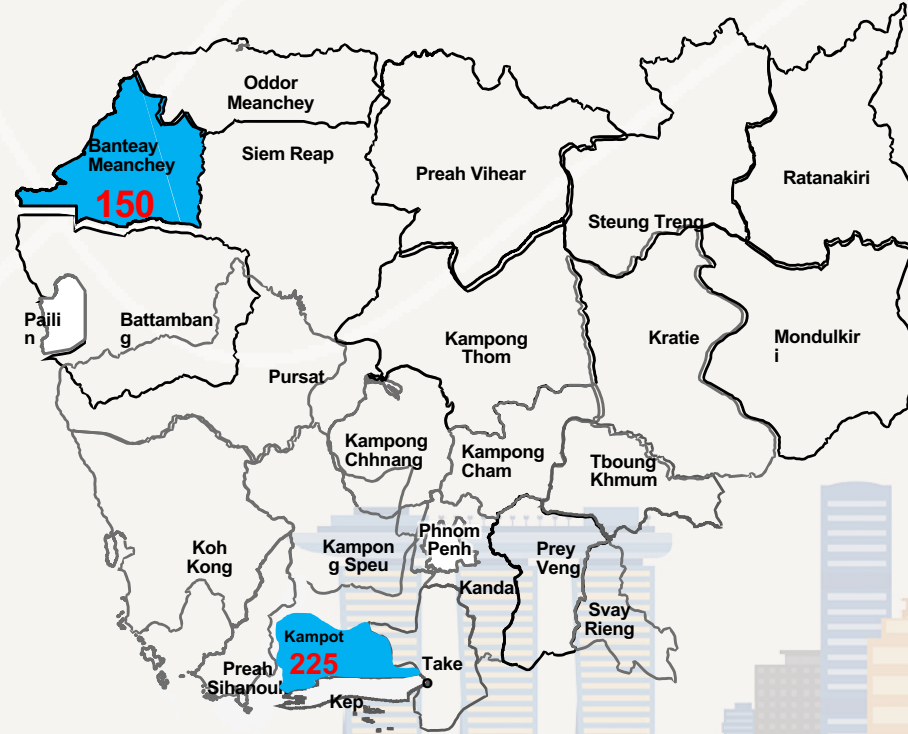 Oddor
Meanchey
Banteay
Meanchey
150
Siem Reap
Preah Vihear
Ratanakiri
Steung Treng
Paili
n
Battamban
g
Pursat
Kampong
Thom
Kratie
Mondulkir
i
Kampong
Chhnang
Kampong
Cham
Tboung
Khmum
Koh
Kong
Kampon
g Speu
Phnom
Penh
Prey
Veng
Kandal
Svay
Rieng
Kampot
225
Take
Preah
Sihanouk
Kep